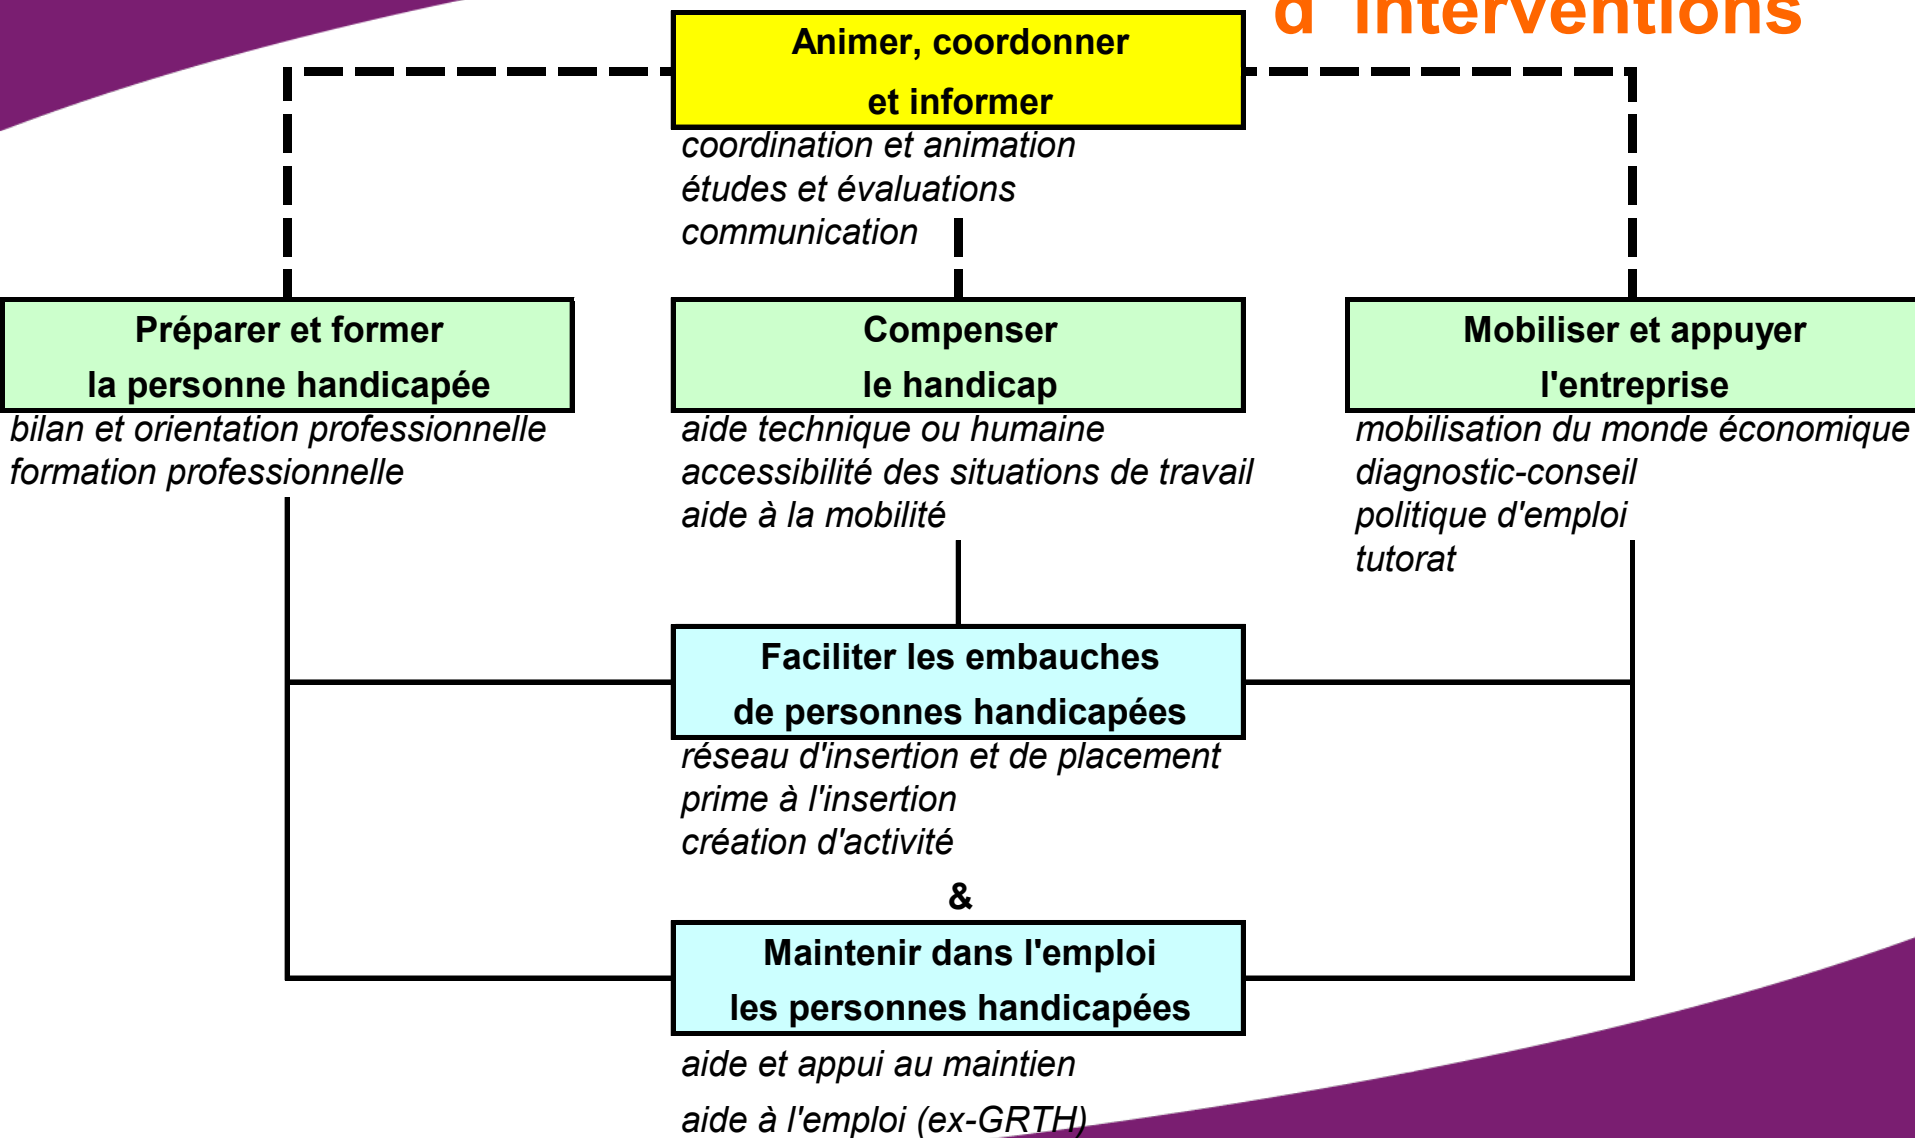 d'interventions
Animer, coordonner
et informer
coordination et animation
études et évaluations
communication
Préparer et former
la personne handicapée
bilan et orientation professionnelle
formation professionnelle
Compenser
le handicap
aide technique ou humaine
accessibilité des situations de travail
aide à la mobilité
Mobiliser et appuyer
l'entreprise
mobilisation du monde économique
diagnostic-conseil
politique d'emploi
tutorat
Faciliter les embauches
de personnes handicapées
réseau d'insertion et de placement
prime à l'insertion
création d'activité
&
Maintenir dans l'emploi
les personnes handicapées
aide et appui au maintien
aide à l'emploi (ex-GRTH)